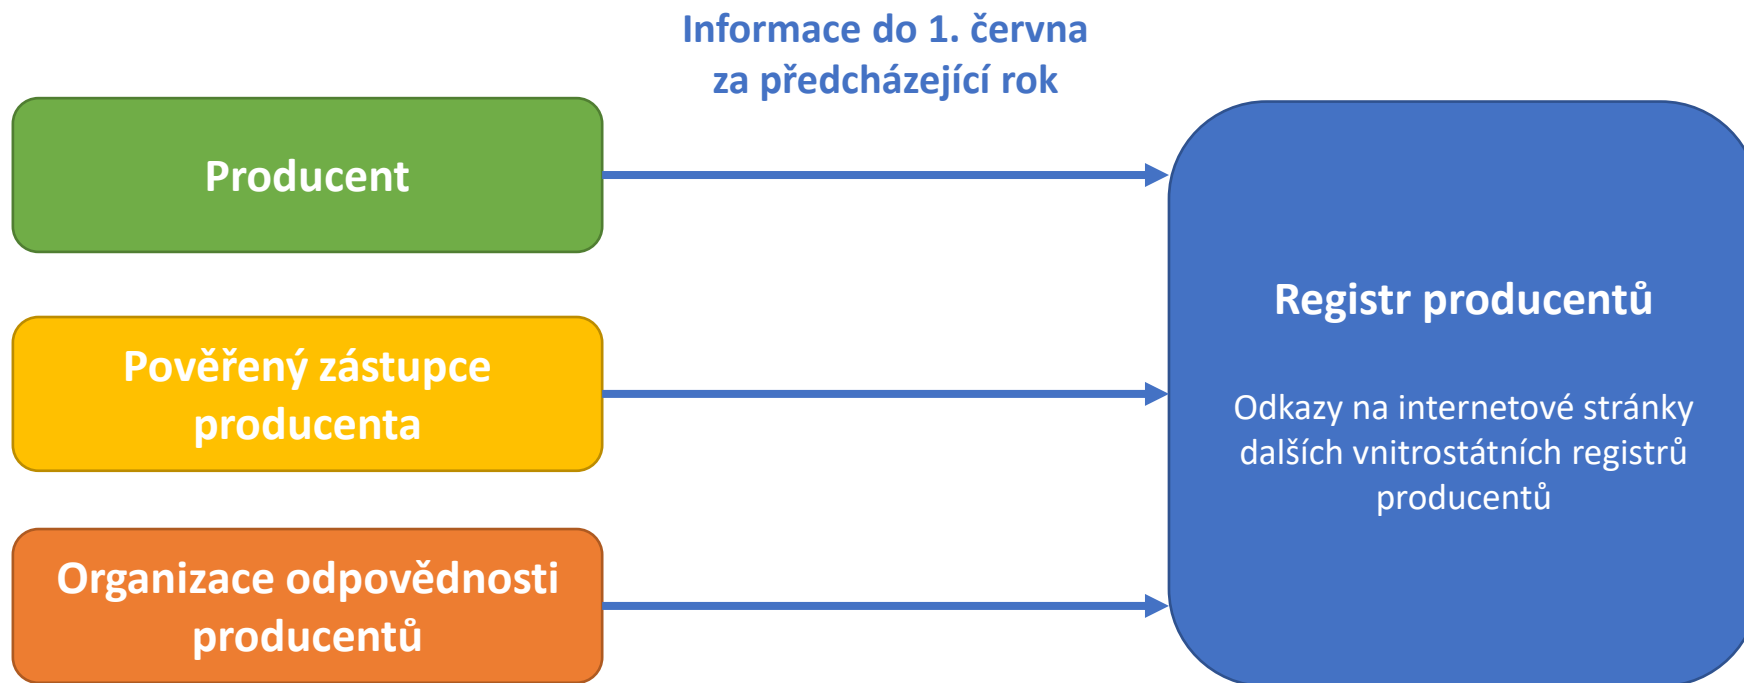 Informace do 1. června
za předcházející rok
Producent
Pověřený zástupce
producenta
Organizace odpovědnosti
producentů
Registr producentů
Odkazy na internetové stránky
dalších vnitrostátních registrů
producentů